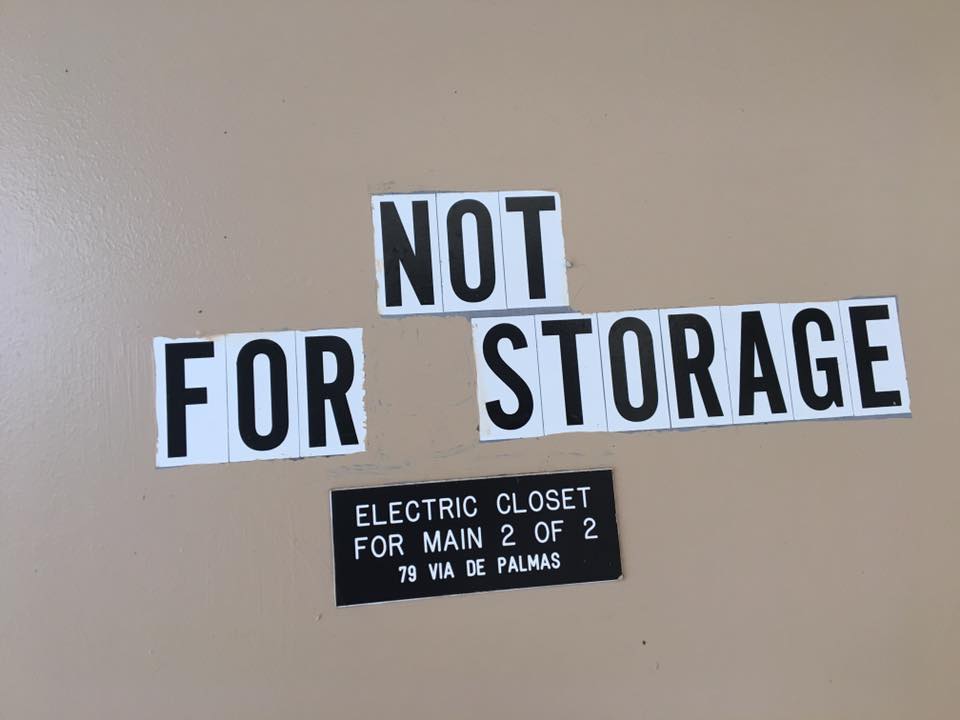 NOT
FOR STORAGE
ELECTRIC CLOSET
FOR MAIN 2 OF 2
79 VIA DE PALMAS